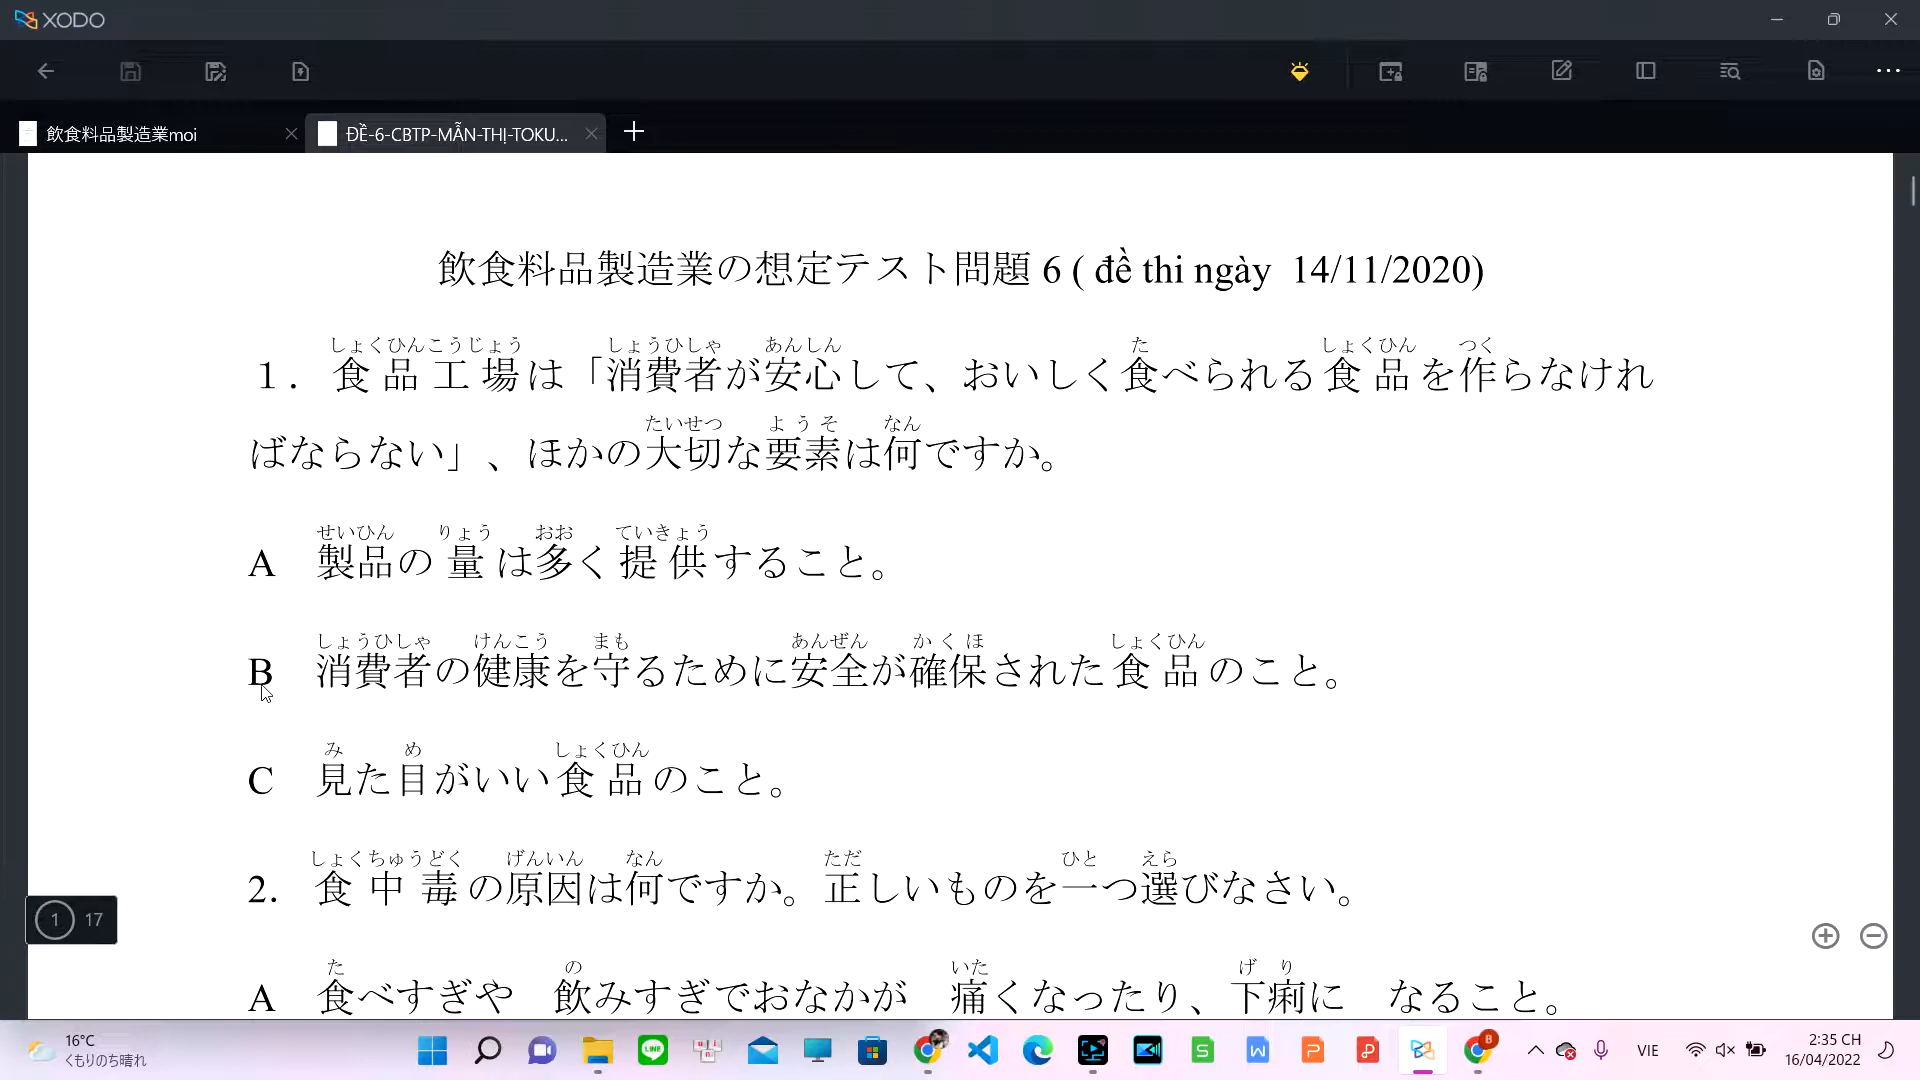 XODO
飲食料品製造業moi
ĐỀ-6-CBTP-MẪN-THỊ-TOKU...
飲食料品製造業の想定テスト問題 6 ( đề thi ngày 14/11/2020)
しょくひんこうじょう しょうひしゃ あんしん た しょくひん つく
１．食品工場は「消費者が安心して、おいしく食べられる食品を作らなけれ
たいせつ ようそ なん
ばならない」、ほかの大切な要素は何ですか。
せいひん りょう おお ていきょう
A 製品の量は多く提供すること。
しょうひしゃ けんこう まも あんぜん かくほ しょくひん
B 消費者の健康を守るために安全が確保された食品のこと。
み め しょくひん
C 見た目がいい食品のこと。
しょくちゅうどく げんいん なん ただ ひと えら
2. 食中毒の原因は何ですか。正しいものを一つ選びなさい。
た の いた げり
A 食べすぎや 飲みすぎでおなかが 痛くなったり、下痢に なること。
1 17
16°C
くもりのち晴れ
VIE
2:35 CH
16/04/2022